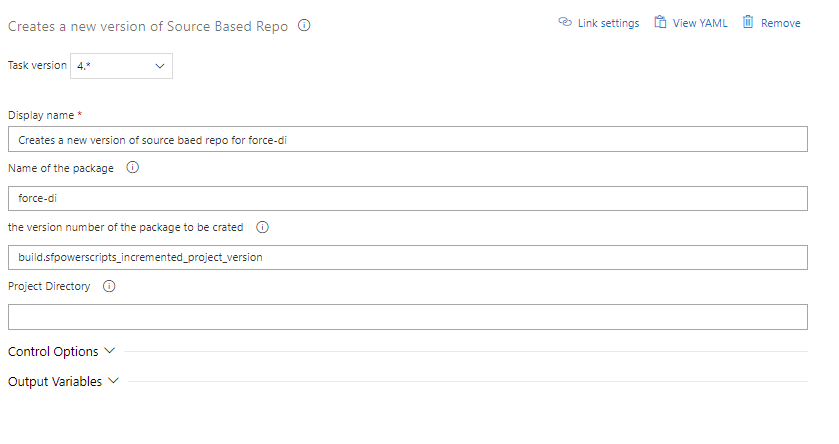 Creates a new version of Source Based Repo
Link settings View YAML Remove
Task version 4.*
Display name *
Creates a new version of source baed repo for force-di
Name of the package
force-di
the version number of the package to be crated
build.sfpowerscripts_incremented_project_version
Project Directory
Control Options
Output Variables